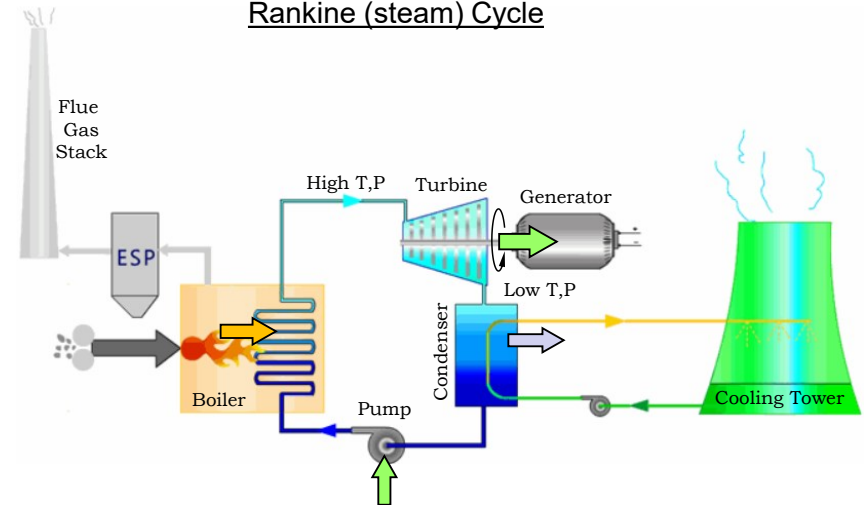 Rankine (steam) Cycle
Flue
Gas
Stack
High T,P
Turbine
Generator
ESP
+
-
Low T,P
Condenser
Boiler
Pump
Cooling Tower